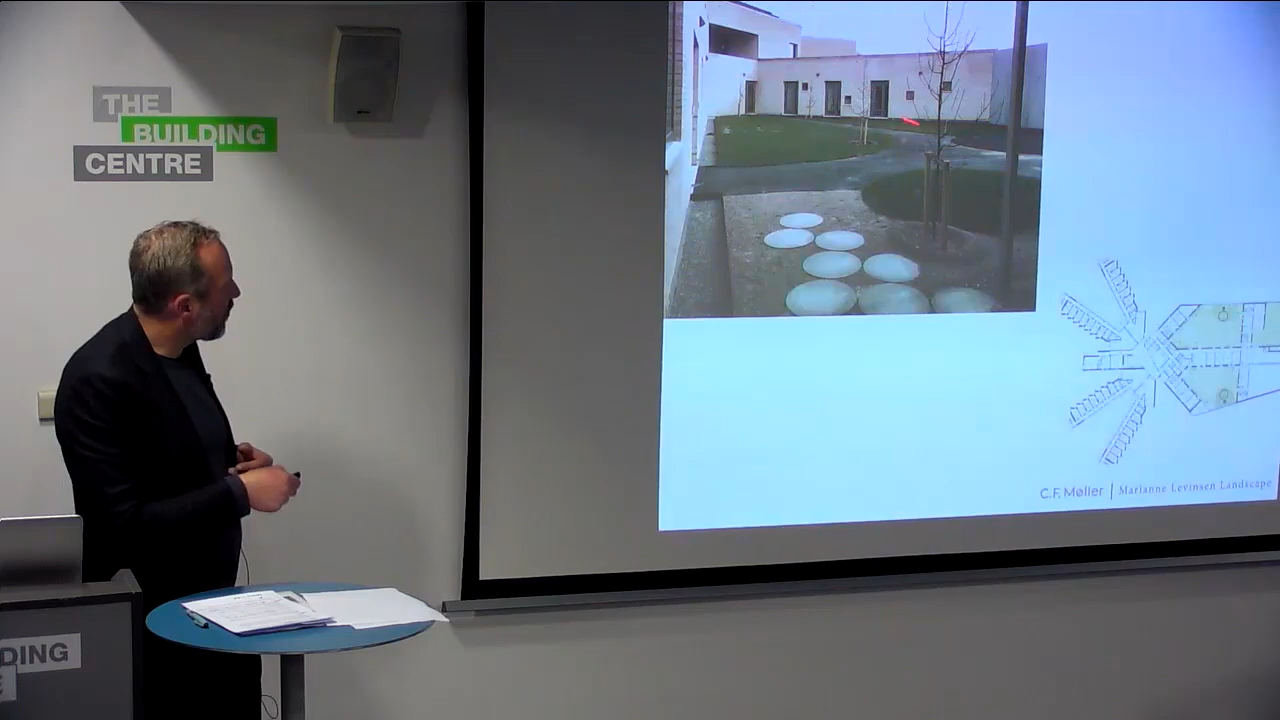 THE
BUILDING
CENTRE
C.F. Møller | Marianne Levinsen Landscape
DING